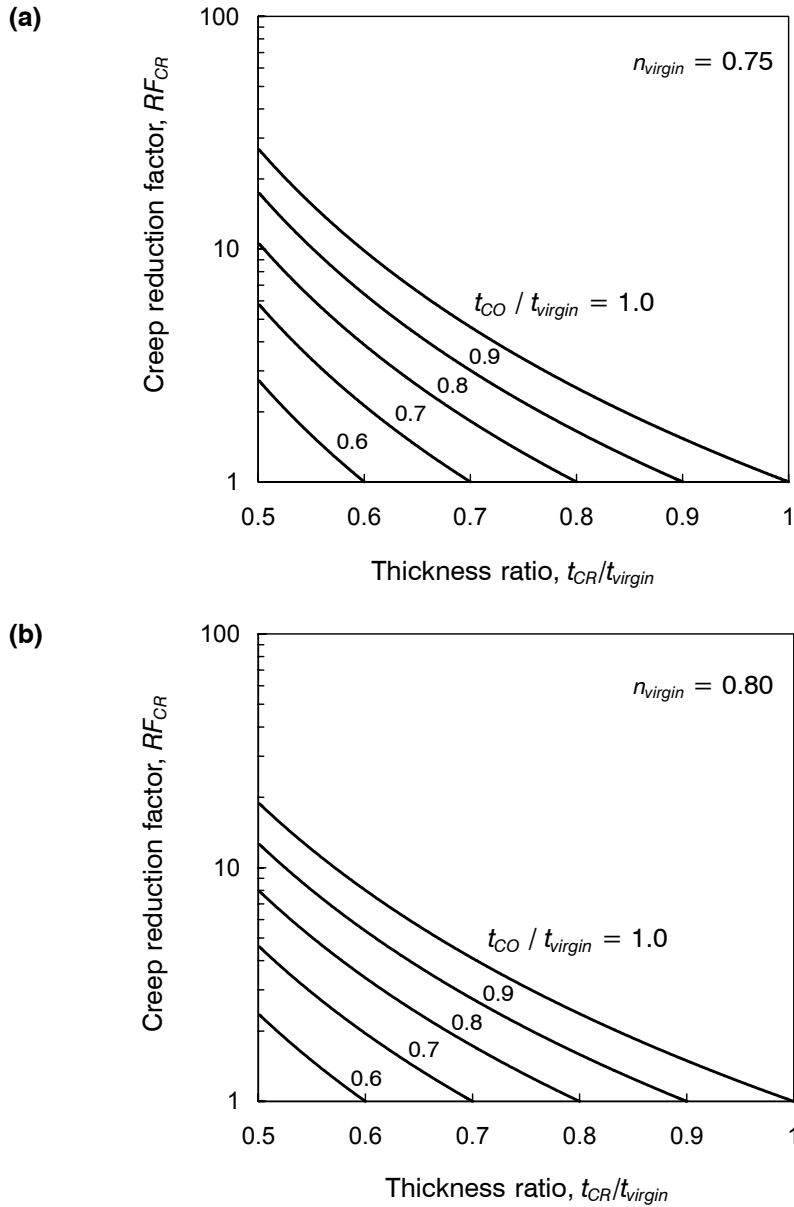 (a)
100
10
1
Creep reduction factor, RF_CR
n_virgin = 0.75
t_CO / t_virgin = 1.0
0.9
0.8
0.7
0.6
0.5 0.6 0.7 0.8 0.9 1
Thickness ratio, t_CR/t_virgin
(b)
100
10
1
Creep reduction factor, RF_CR
n_virgin = 0.80
t_CO / t_virgin = 1.0
0.9
0.8
0.7
0.6
0.5 0.6 0.7 0.8 0.9 1
Thickness ratio, t_CR/t_virgin